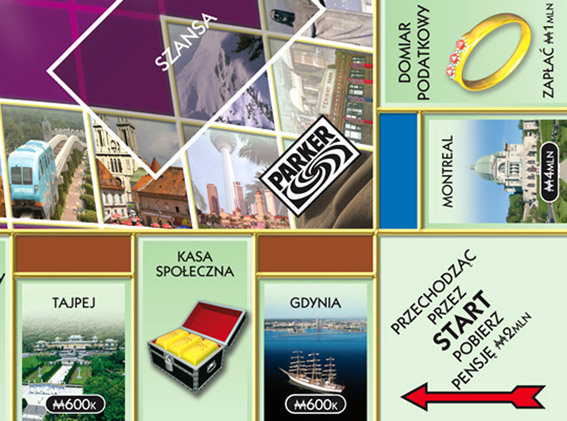 SZANSA
PARKER
DOMIAR
PODATKOWY
ZAPŁAĆ ₩1MLN
MONTREAL
₩4MLN
KASA
SPOŁECZNA
TAJPEJ
₩600K
GDYNIA
₩600K
PRZECHODZĄC
PRZEZ
START
POBIERZ
PENSJĘ ₩2MLN